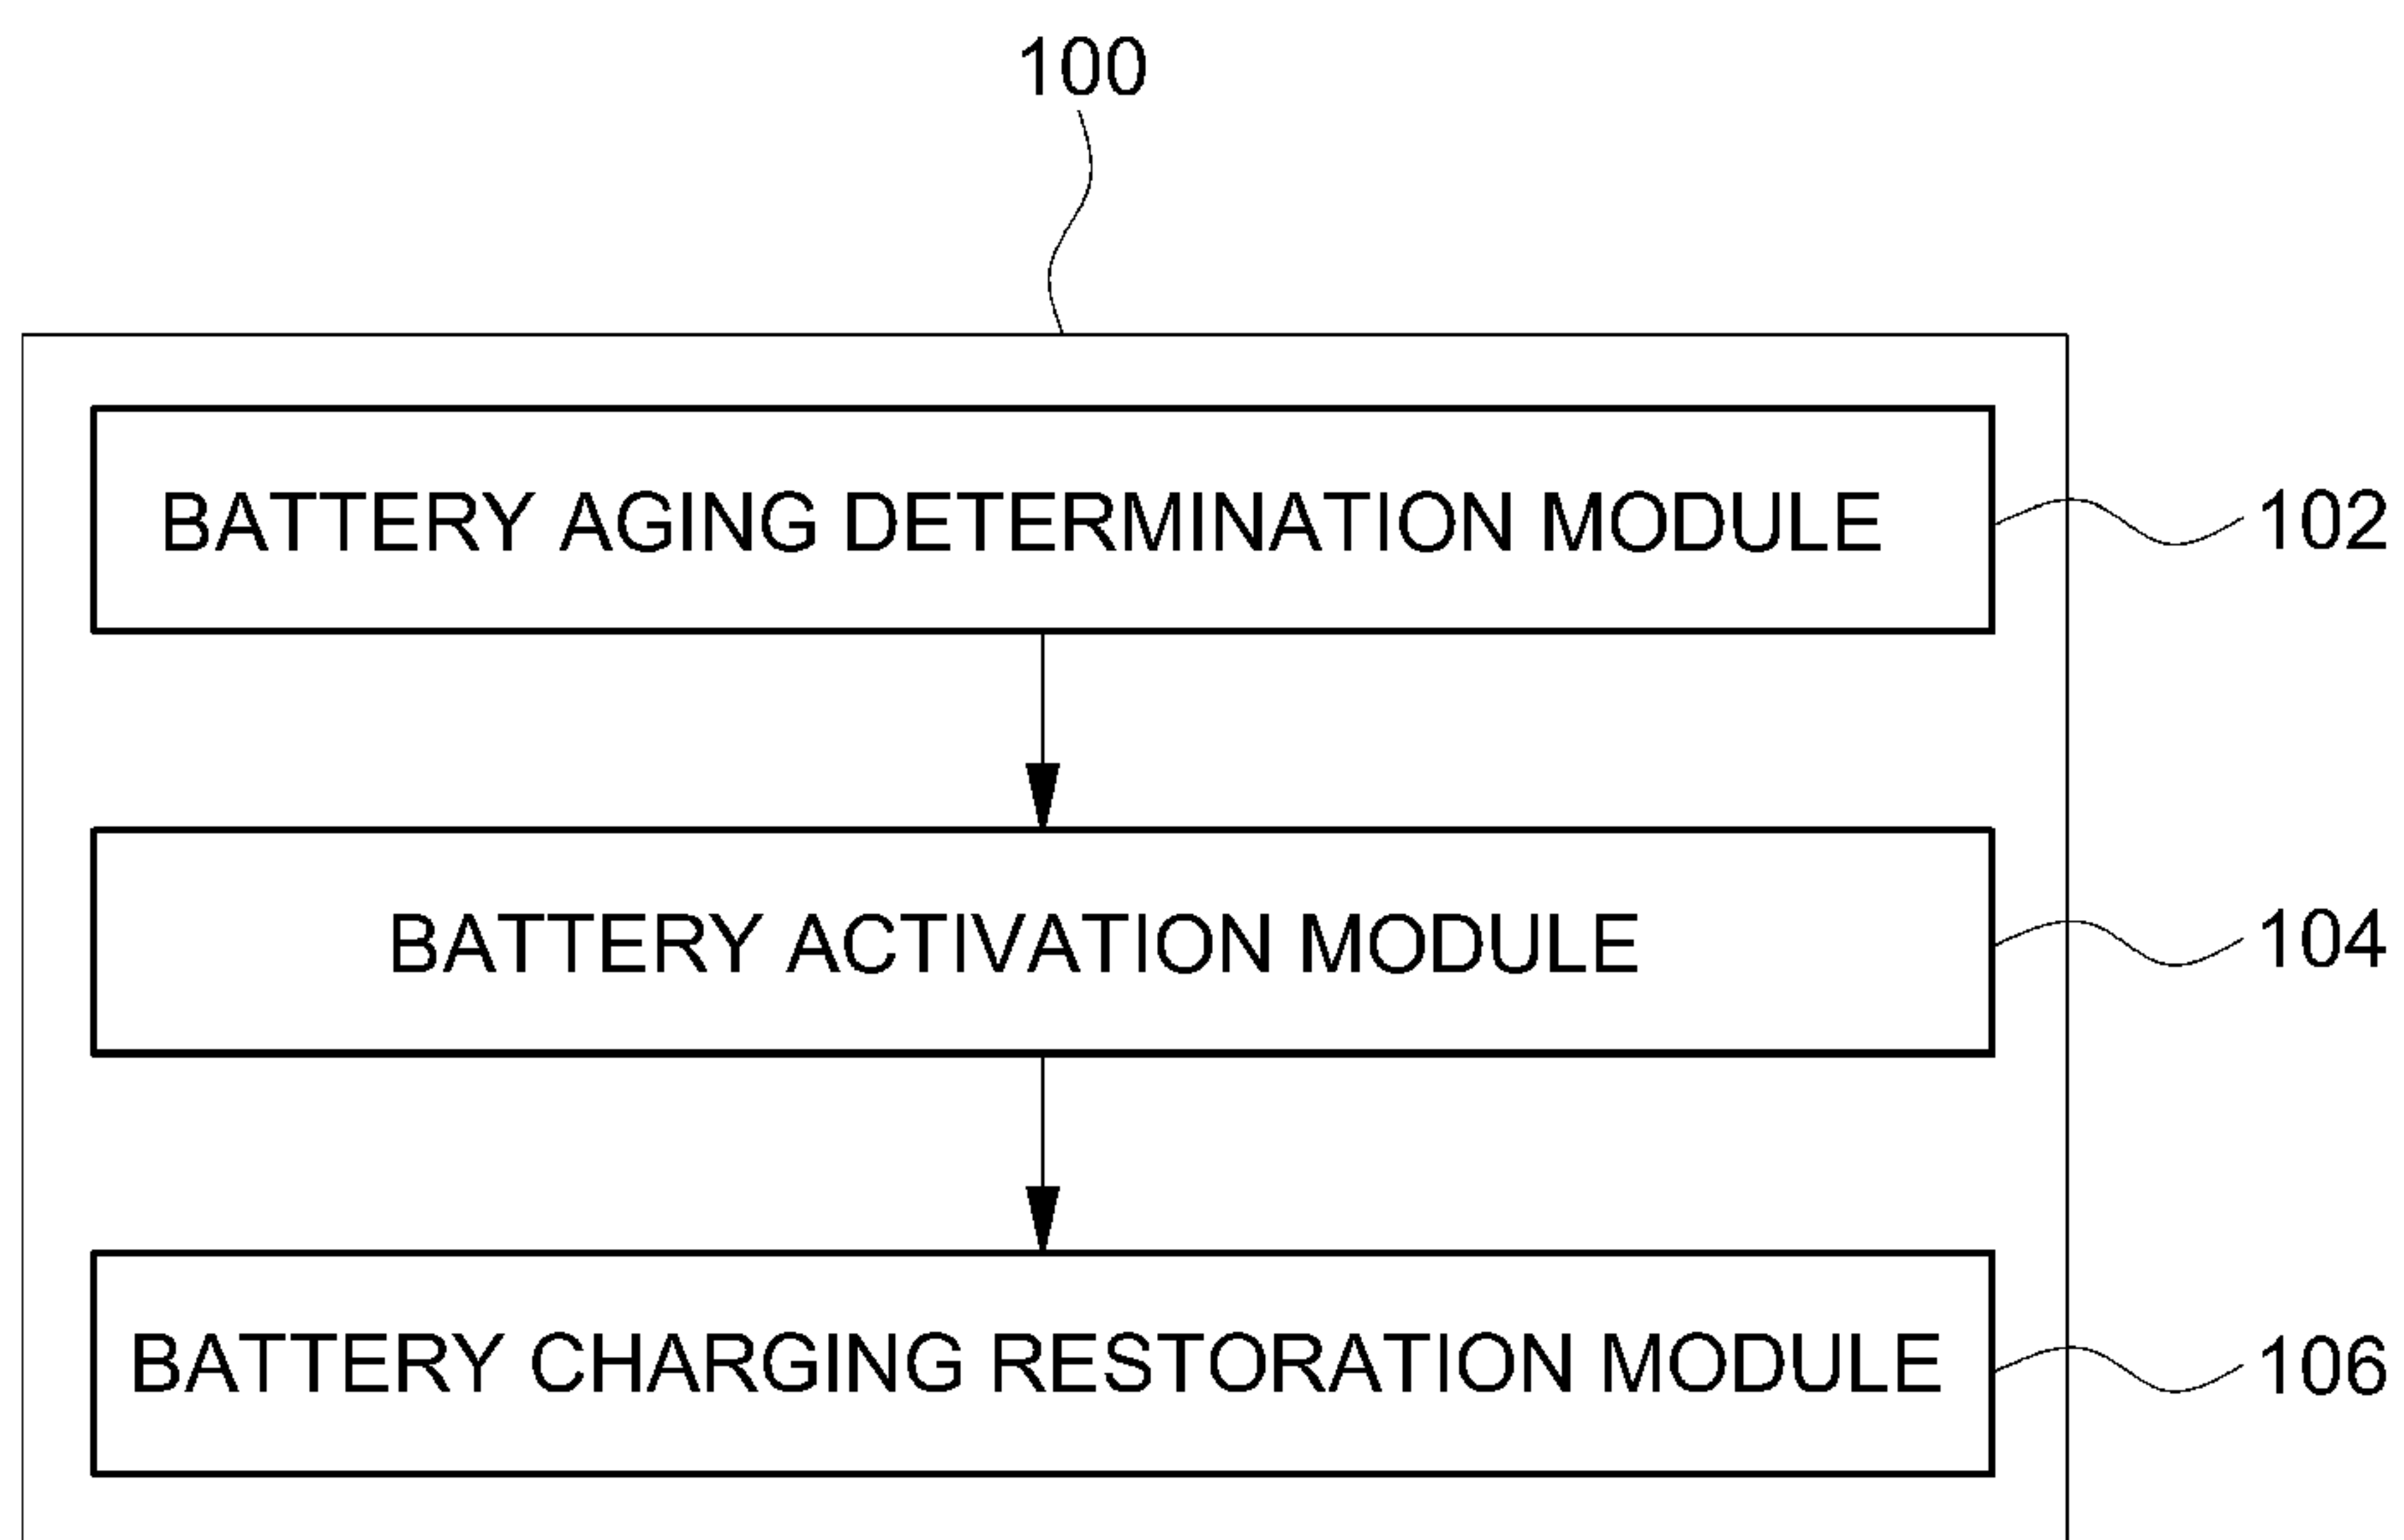 100
BATTERY AGING DETERMINATION MODULE
102
BATTERY ACTIVATION MODULE
104
BATTERY CHARGING RESTORATION MODULE
106